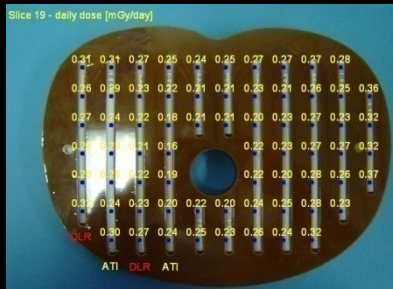 Slice 19 - daily dose [mGy/day]
0.31 0.31 0.27 0.25 0.24 0.25 0.27 0.27 0.27 0.28
0.26 0.29 0.23 0.22 0.21 0.21 0.23 0.21 0.26 0.26 0.36
0.27 0.24 0.22 0.18 0.21 0.21 0.20 0.23 0.27 0.23 0.32
0.21 0.16 0.22 0.23 0.27 0.27 0.32
0.22 0.19 0.22 0.20 0.28 0.26 0.37
0.24 0.23 0.20 0.22 0.20 0.24 0.25 0.28 0.23
DLR 0.30 0.27 0.24 0.25 0.23 0.26 0.24 0.32
ATI DLR ATI